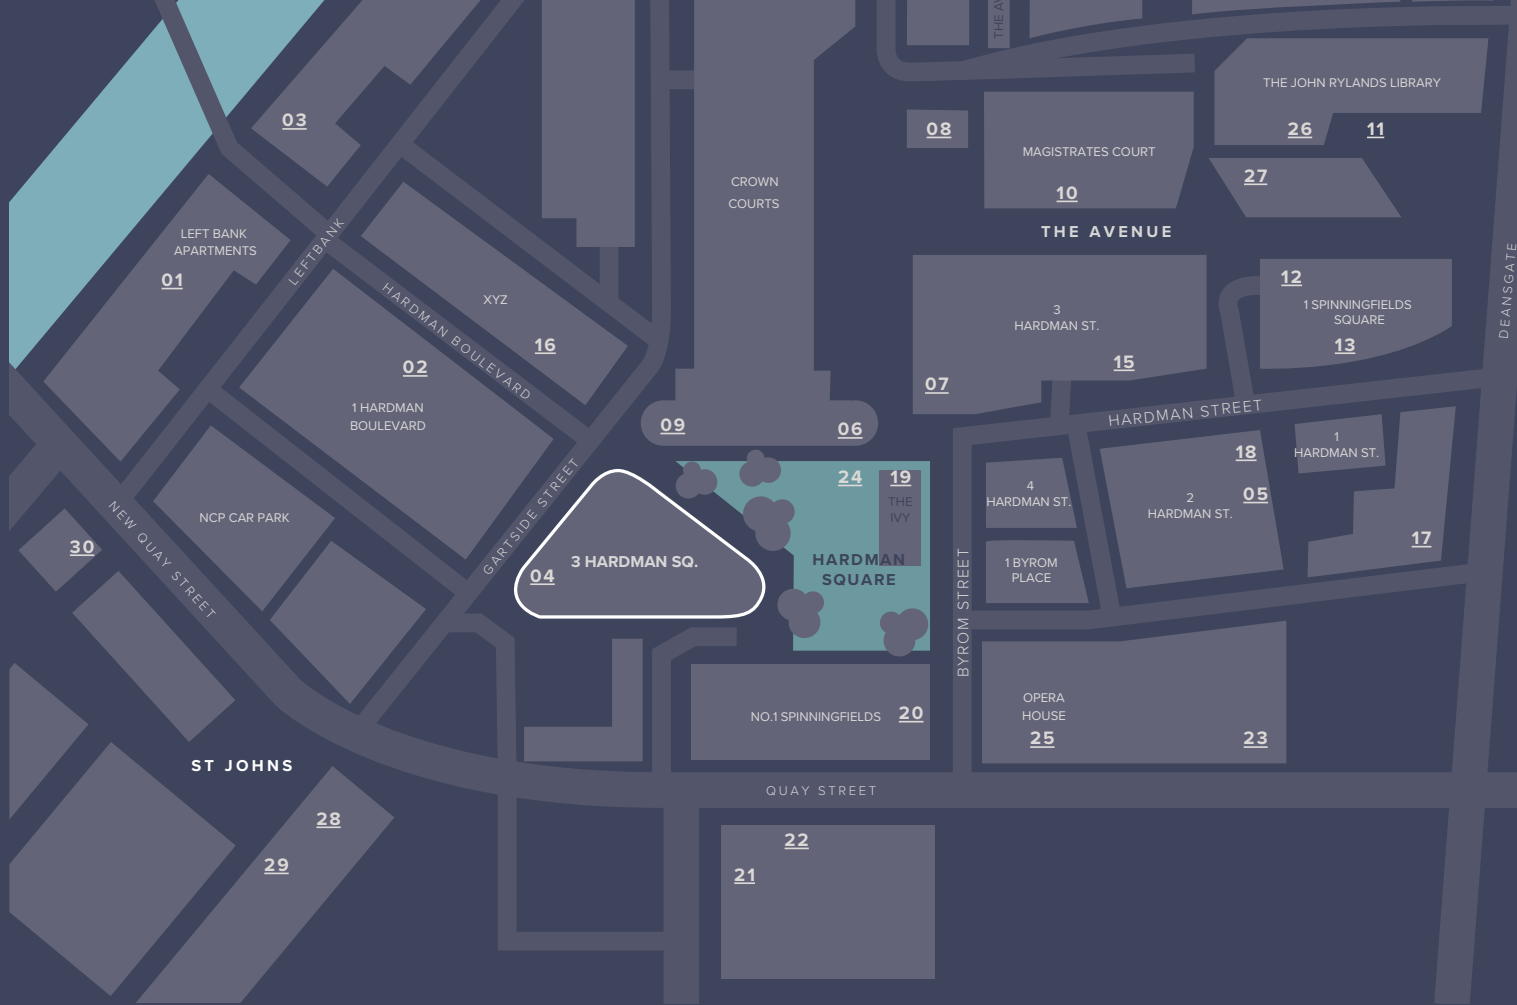 THE AV
THE JOHN RYLANDS LIBRARY
03
08
26
11
MAGISTRATES COURT
10
27
CROWN
COURTS
THE AVENUE
LEFT BANK
APARTMENTS
01
LEFTBANK
XYZ
HARDMAN BOULEVARD
16
02
1 HARDMAN
BOULEVARD
3
HARDMAN ST.
15
07
12
1 SPINNINGFIELDS
SQUARE
13
DEANSGATE
HARDMAN STREET
09
06
24
19
THE
IVY
HARDMAN
SQUARE
GARTSIDE STREET
3 HARDMAN SQ.
04
NCP CAR PARK
NEW QUAY STREET
30
4
HARDMAN ST.
1 BYROM
PLACE
BYROM STREET
18
05
2
HARDMAN ST.
1
HARDMAN ST.
17
NO.1 SPINNINGFIELDS
20
OPERA
HOUSE
25
23
ST JOHNS
QUAY STREET
28
29
22
21